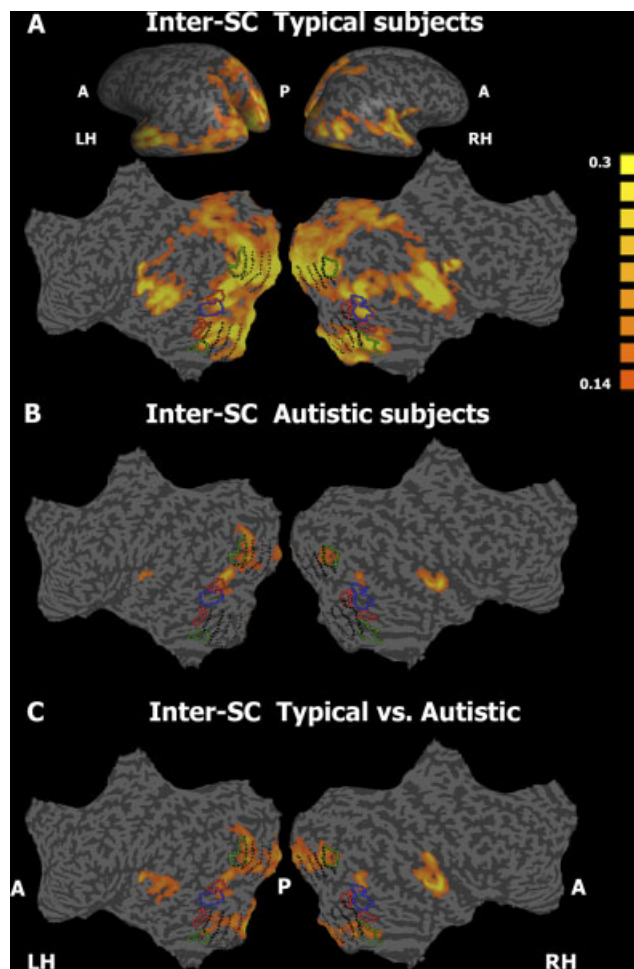 A Inter-SC Typical subjects
A P A
LH RH
0.3
0.14
B Inter-SC Autistic subjects
C Inter-SC Typical vs. Autistic
A P A
LH RH